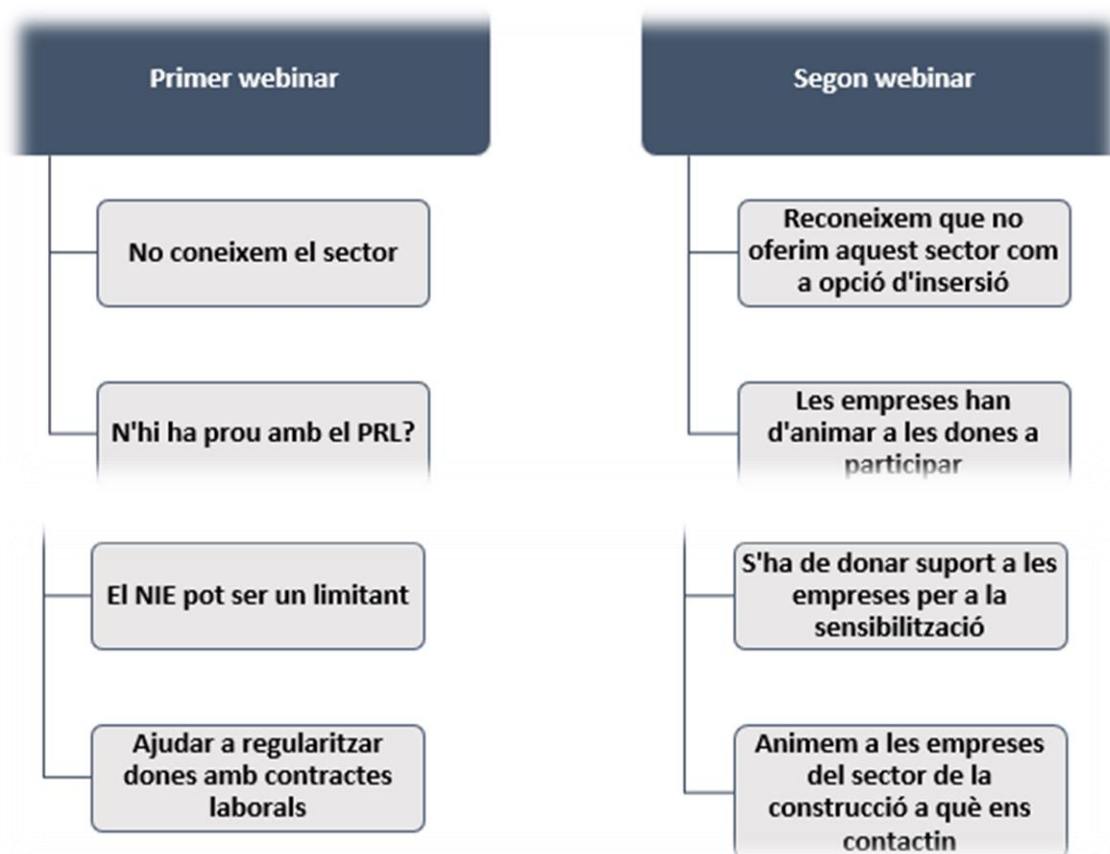 Primer webinar
No coneixem el sector
N'hi ha prou amb el PRL?
El NIE pot ser un limitant
Ajudar a regularitzar
dones amb contractes
laborals
Segon webinar
Reconeixem que no
oferim aquest sector com
a opció d'insersió
Les empreses han
d'animar a les dones a
participar
S'ha de donar suport a les
empreses per a la
sensibilització
Animem a les empreses
del sector de la
construcció a què ens
contactin